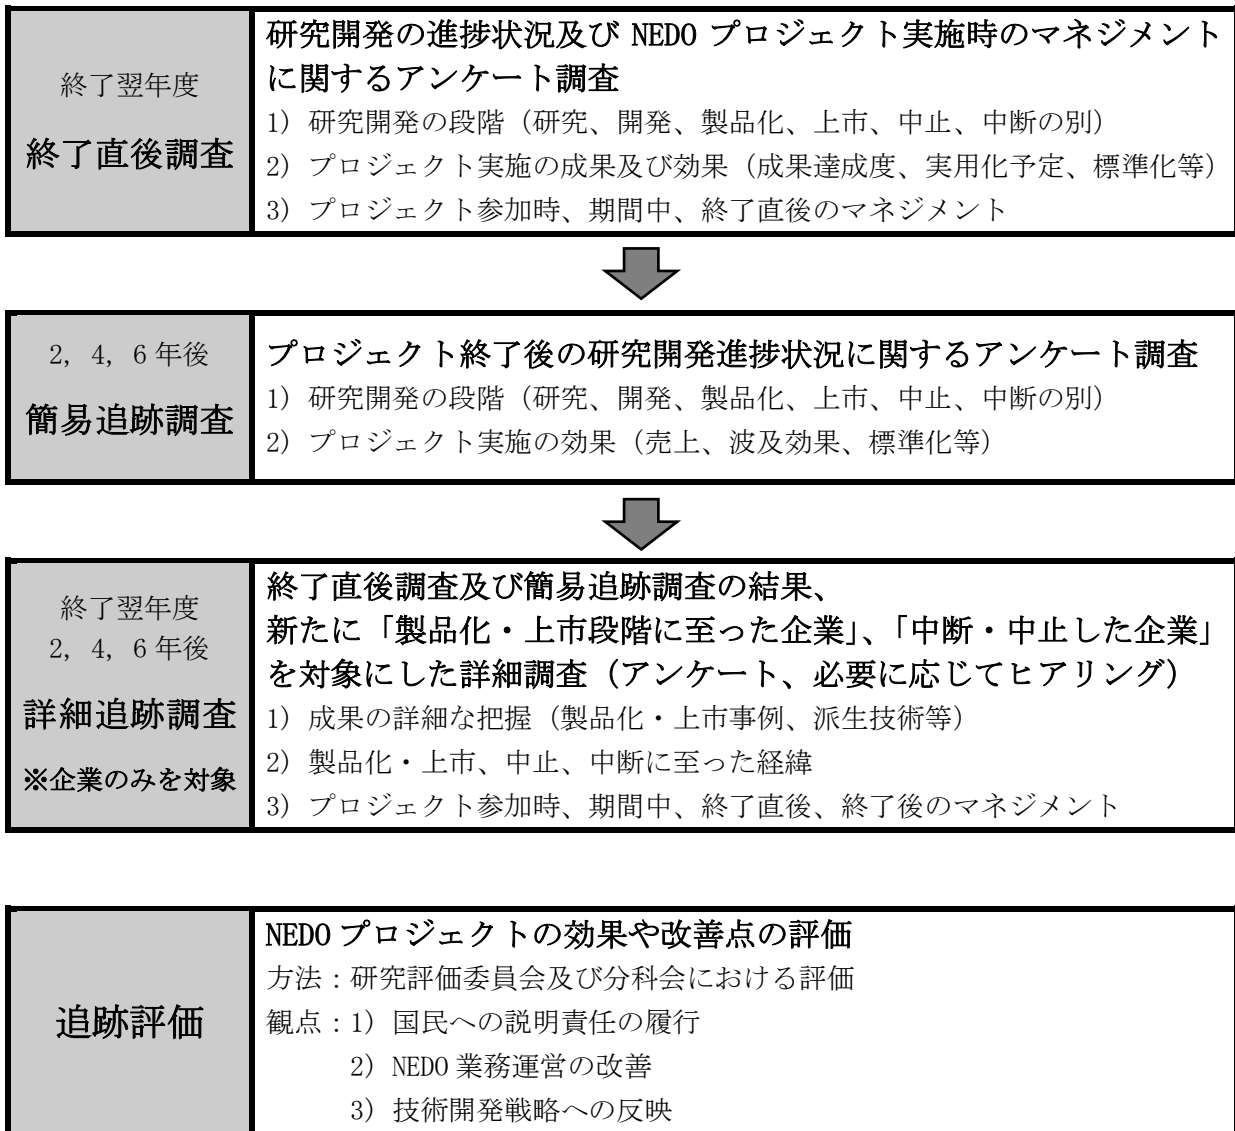 終了翌年度
終了直後調査
研究開発の進捗状況及び NEDO プロジェクト実施時のマネジメント
に関するアンケート調査
1) 研究開発の段階（研究、開発、製品化、上市、中止、中断の別）
2) プロジェクト実施の成果及び効果（成果達成度、実用化予定、標準化等）
3) プロジェクト参加時、期間中、終了直後のマネジメント
2, 4, 6 年後
簡易追跡調査
プロジェクト終了後の研究開発進捗状況に関するアンケート調査
1) 研究開発の段階（研究、開発、製品化、上市、中止、中断の別）
2) プロジェクト実施の効果（売上、波及効果、標準化等）
終了翌年度
2, 4, 6 年後
詳細追跡調査
※企業のみを対象
終了直後調査及び簡易追跡調査の結果、
新たに「製品化・上市段階に至った企業」、「中断・中止した企業」
を対象にした詳細調査（アンケート、必要に応じてヒアリング）
1) 成果の詳細な把握（製品化・上市事例、派生技術等）
2) 製品化・上市、中止、中断に至った経緯
3) プロジェクト参加時、期間中、終了直後、終了後のマネジメント
追跡評価
NEDO プロジェクトの効果や改善点の評価
方法：研究評価委員会及び分科会における評価
観点：1) 国民への説明責任の履行
2) NEDO 業務運営の改善
3) 技術開発戦略への反映